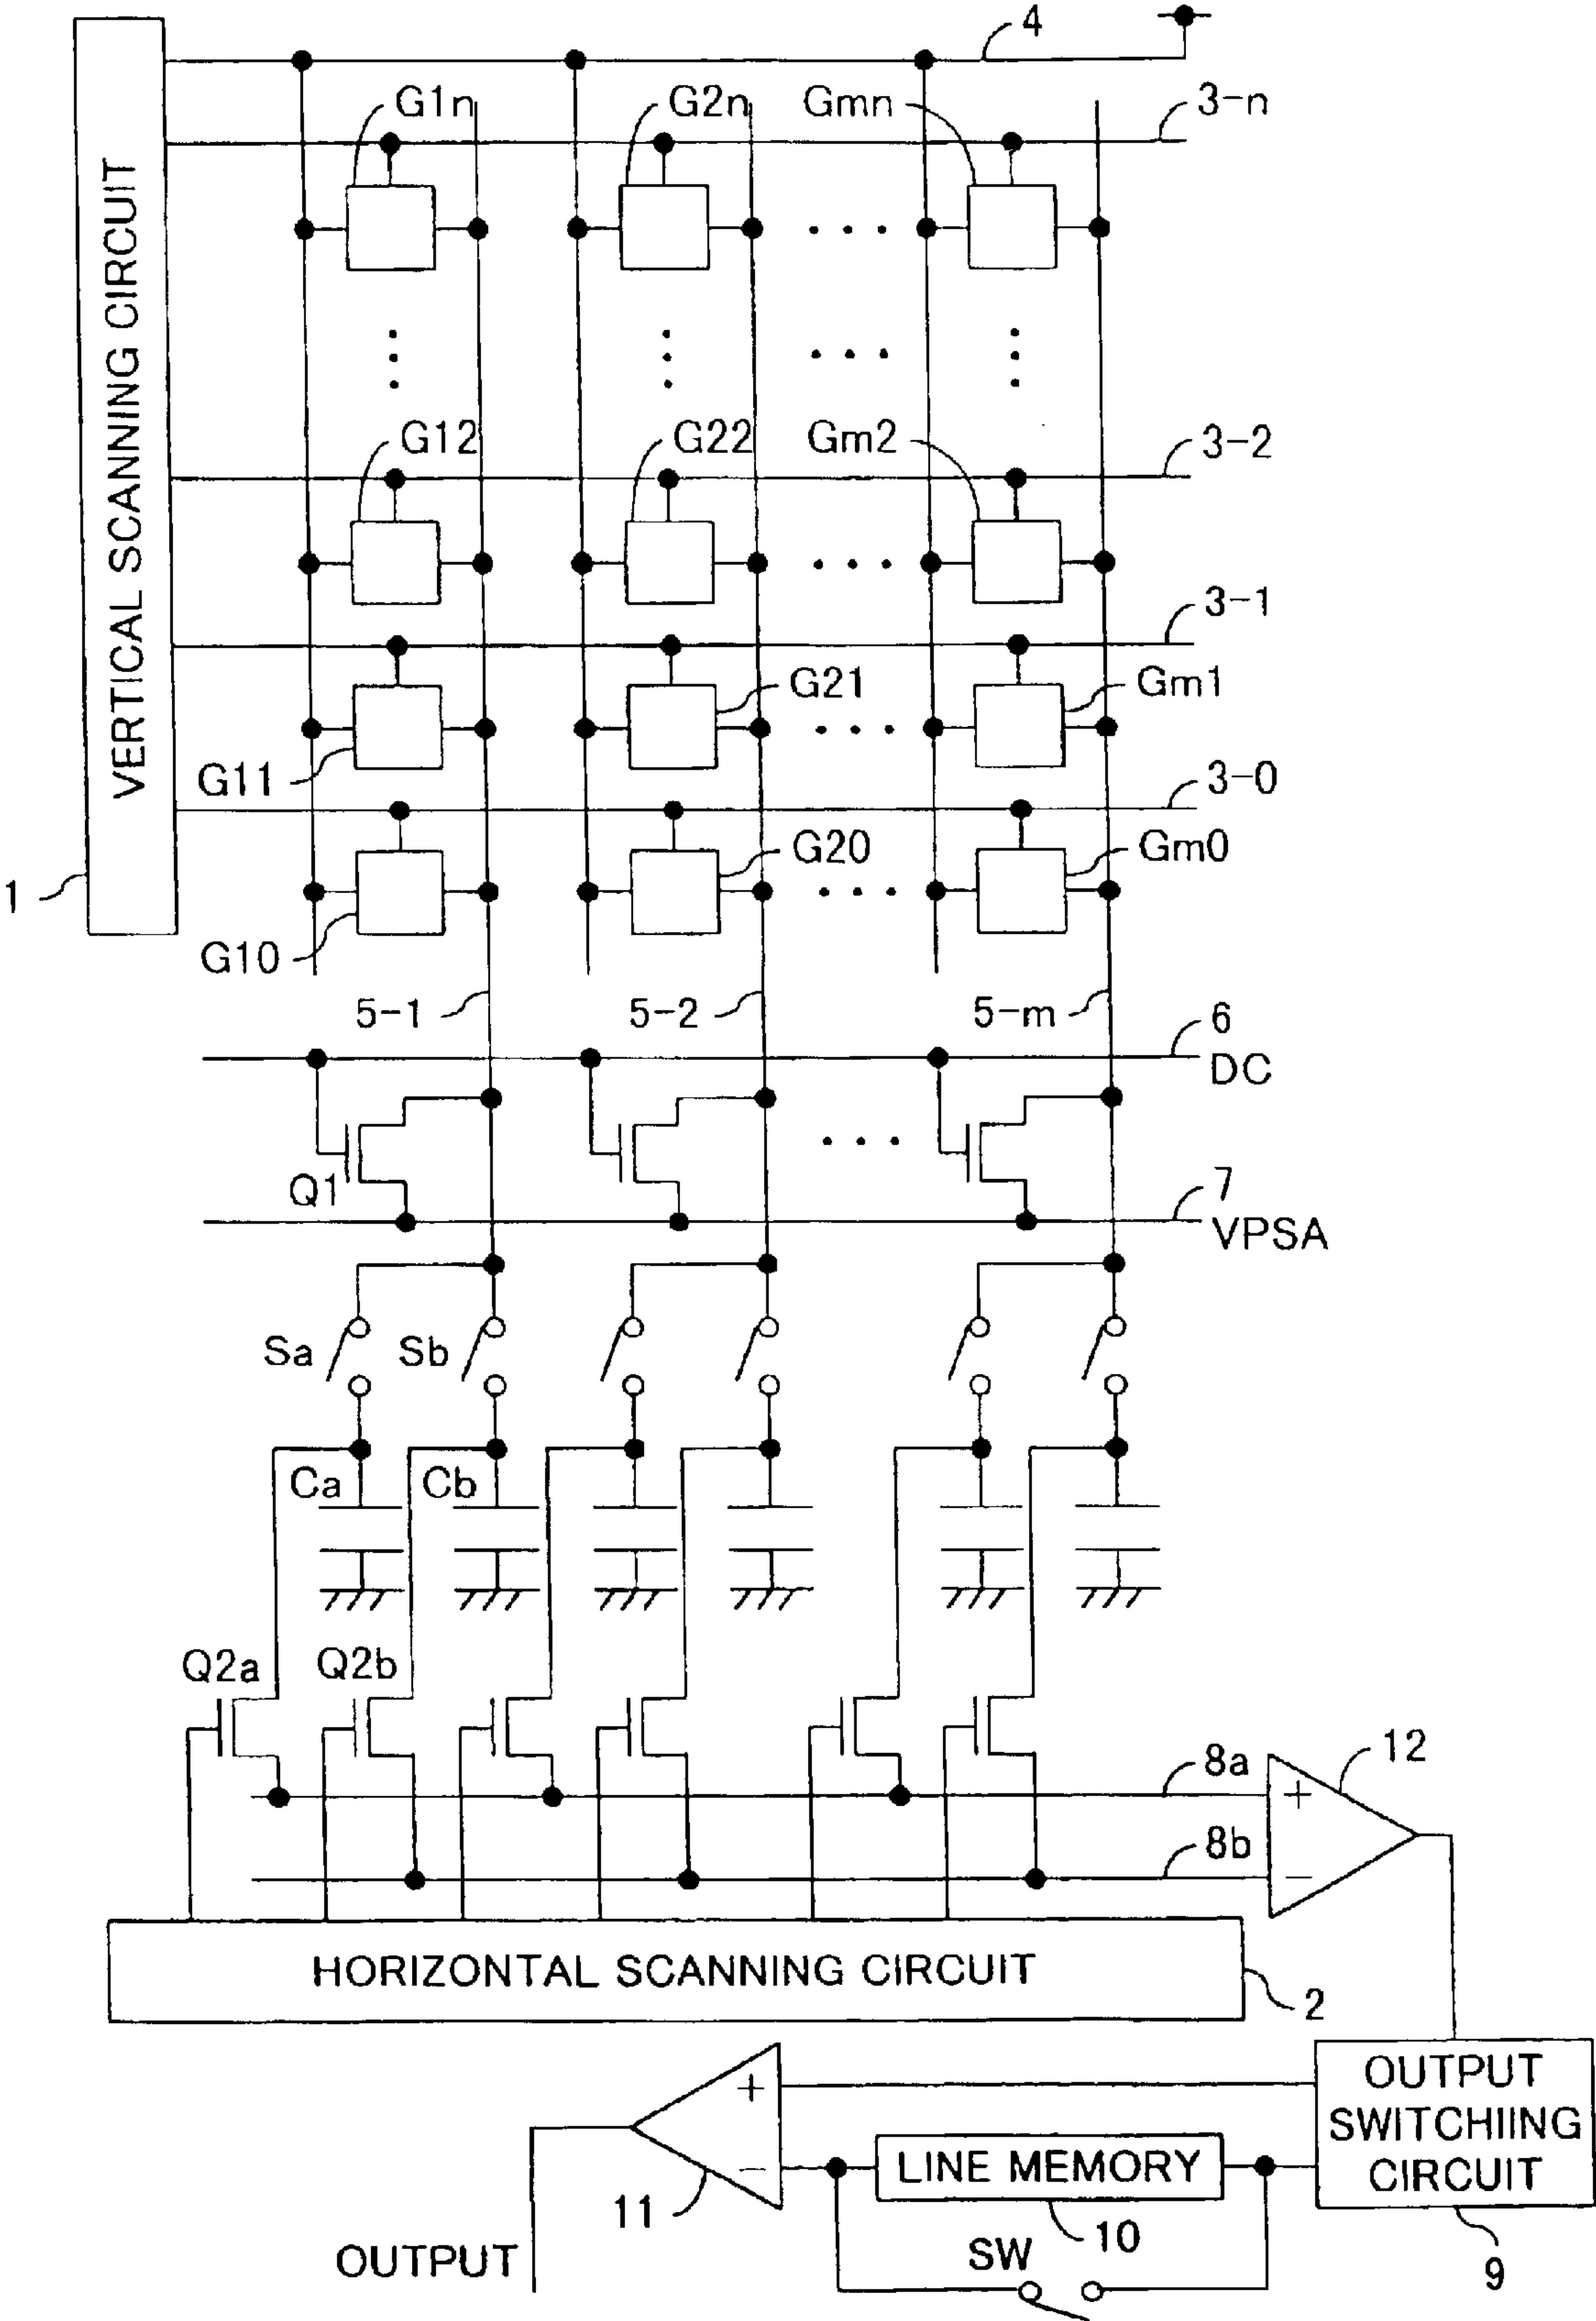 4
G1n
G2n
Gmn
3-n
VERTICAL SCANNING CIRCUIT
G12
G22
Gm2
3-2
3-1
G21
Gm1
G11
3-0
G20
Gm0
1
G10
5-1
5-2
5-m
6
DC
Q1
7
VPSA
Sa
Sb
Ca
Cb
Q2a
Q2b
12
8a
+
8b
−
HORIZONTAL SCANNING CIRCUIT
2
+
OUTPUT
SWITCHIING
CIRCUIT
−
LINE MEMORY
11
10
OUTPUT
SW
9